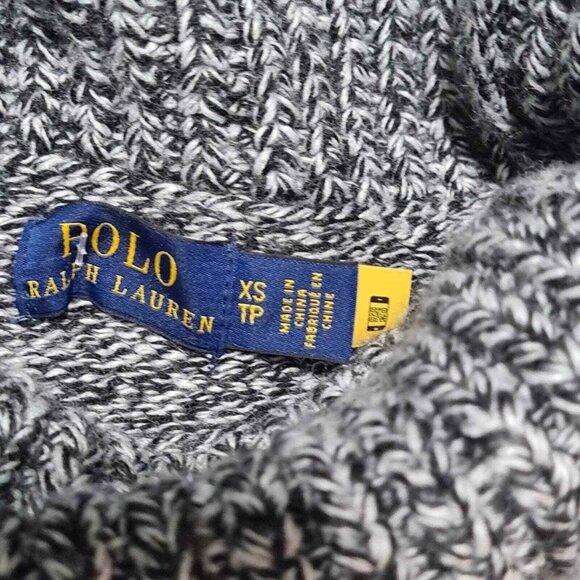 POLO
RALPH LAUREN
XS
TP
MADE IN
CHINA
FABRIQUÉ EN
CHINE